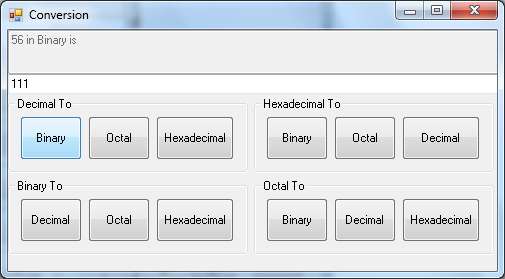 Conversion
56 in Binary is
111
Decimal To
Binary Octal Hexadecimal
Hexadecimal To
Binary Octal Decimal
Binary To
Decimal Octal Hexadecimal
Octal To
Binary Decimal Hexadecimal